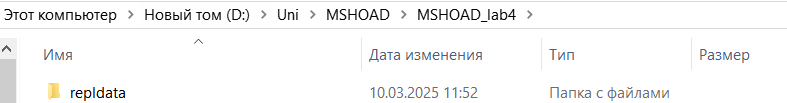 Этот компьютер > Новый том (D:) > Uni > MSHOAD > MSHOAD_lab4 >
Имя Дата изменения Тип Размер
repldata 10.03.2025 11:52 Папка с файлами